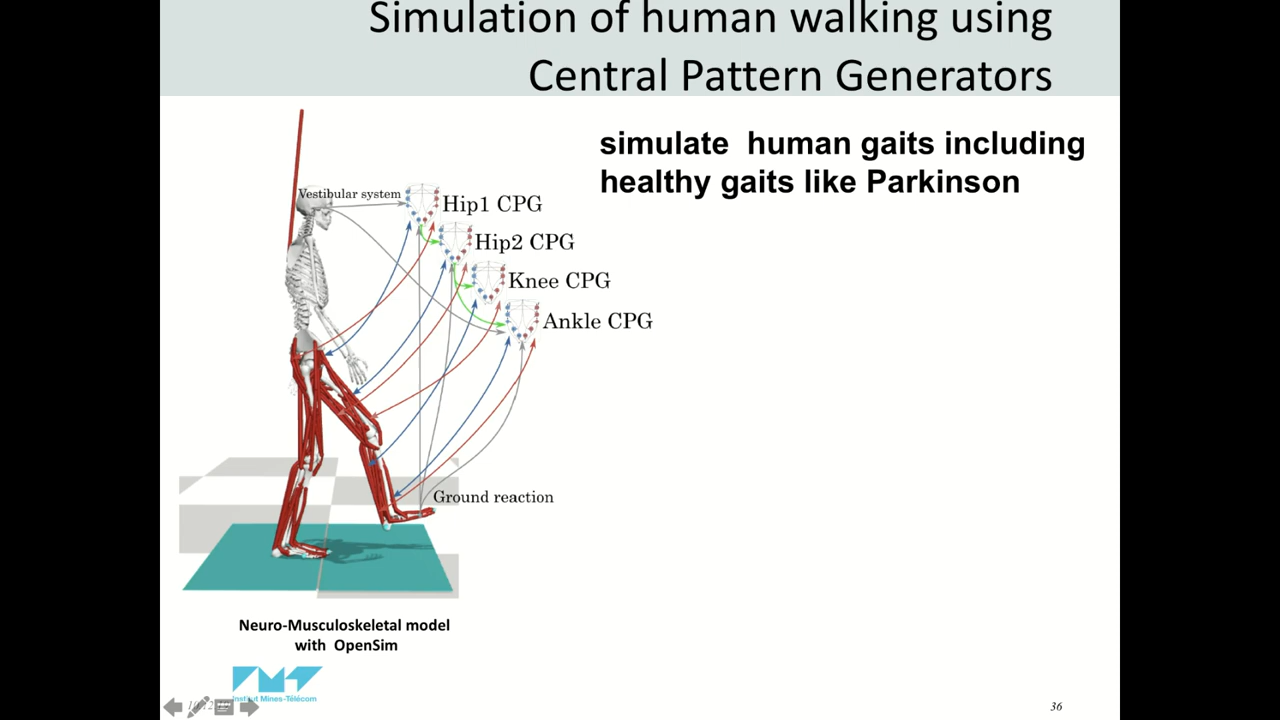 Simulation of human walking using
Central Pattern Generators
simulate human gaits including
healthy gaits like Parkinson
Vestibular system
Hip1 CPG
Hip2 CPG
Knee CPG
Ankle CPG
Ground reaction
Neuro-Musculoskeletal model
with OpenSim
Institut Mines-Télécom
36